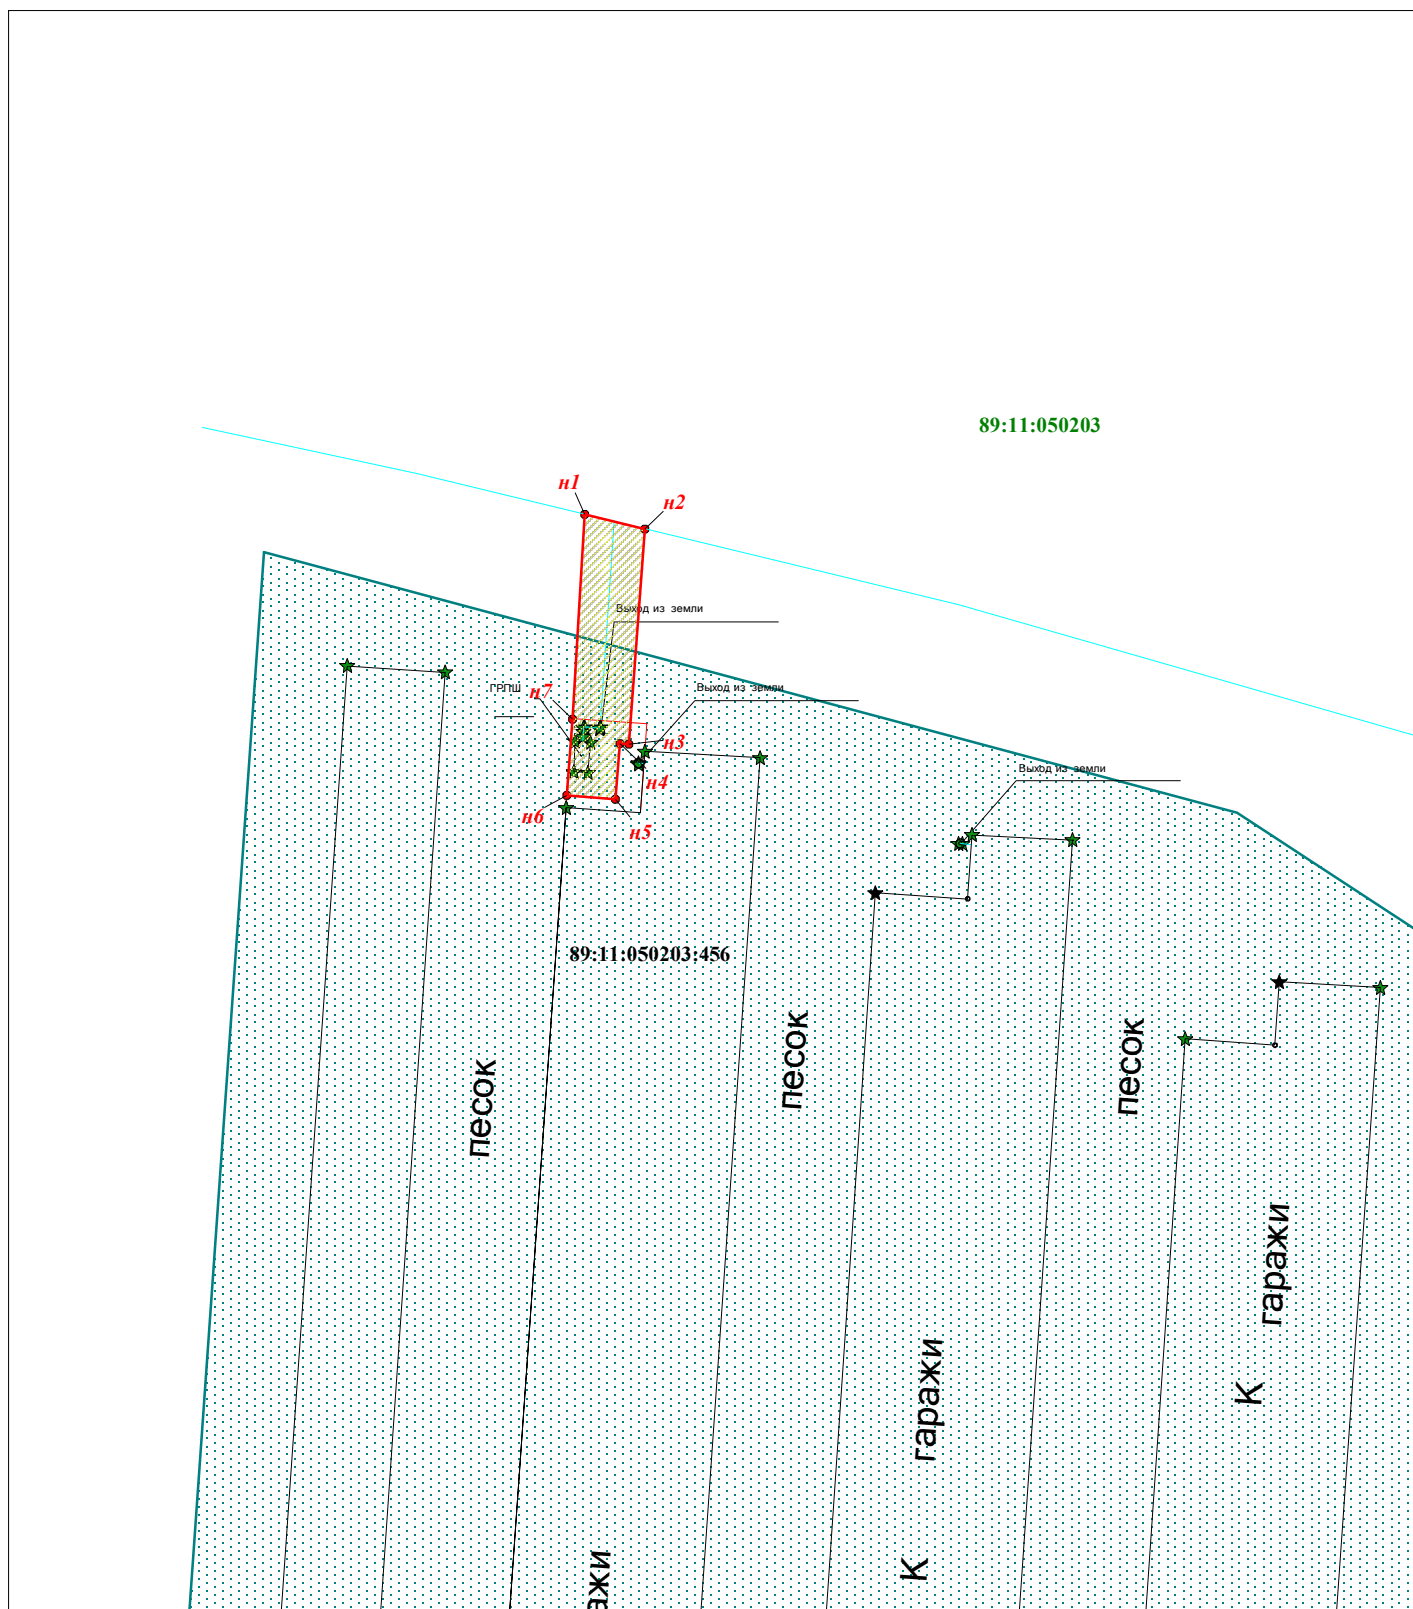 89:11:050203
н1
н2
Выход из земли
ГРПШ
н7
Выход из земли
н3
Выход из земли
н4
н6
н5
89:11:050203:456
песок
песок
песок
гаражи
К
гаражи
К
ажи